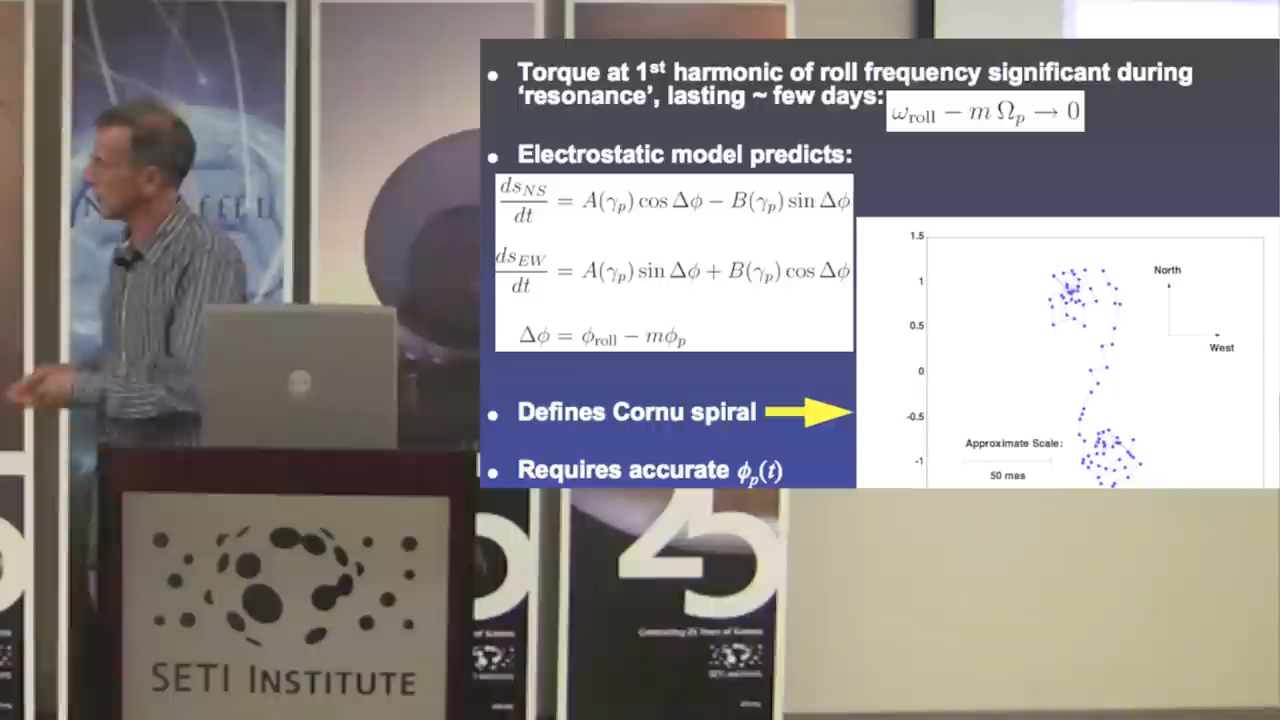 • Torque at 1st harmonic of roll frequency significant during
'resonance', lasting ~ few days:
ω_roll − m Ω_p → 0
• Electrostatic model predicts:
ds_NS/dt = A(γ_p) cos Δϕ − B(γ_p) sin Δϕ
ds_EW/dt = A(γ_p) sin Δϕ + B(γ_p) cos Δϕ
Δϕ = ϕ_roll − mϕ_p
• Defines Cornu spiral
• Requires accurate ϕ_p(t)
1.5
1
0.5
0
-0.5
-1
North
West
Approximate Scale:
50 mas
25
SETI INSTITUTE
SETI INSTITUTE